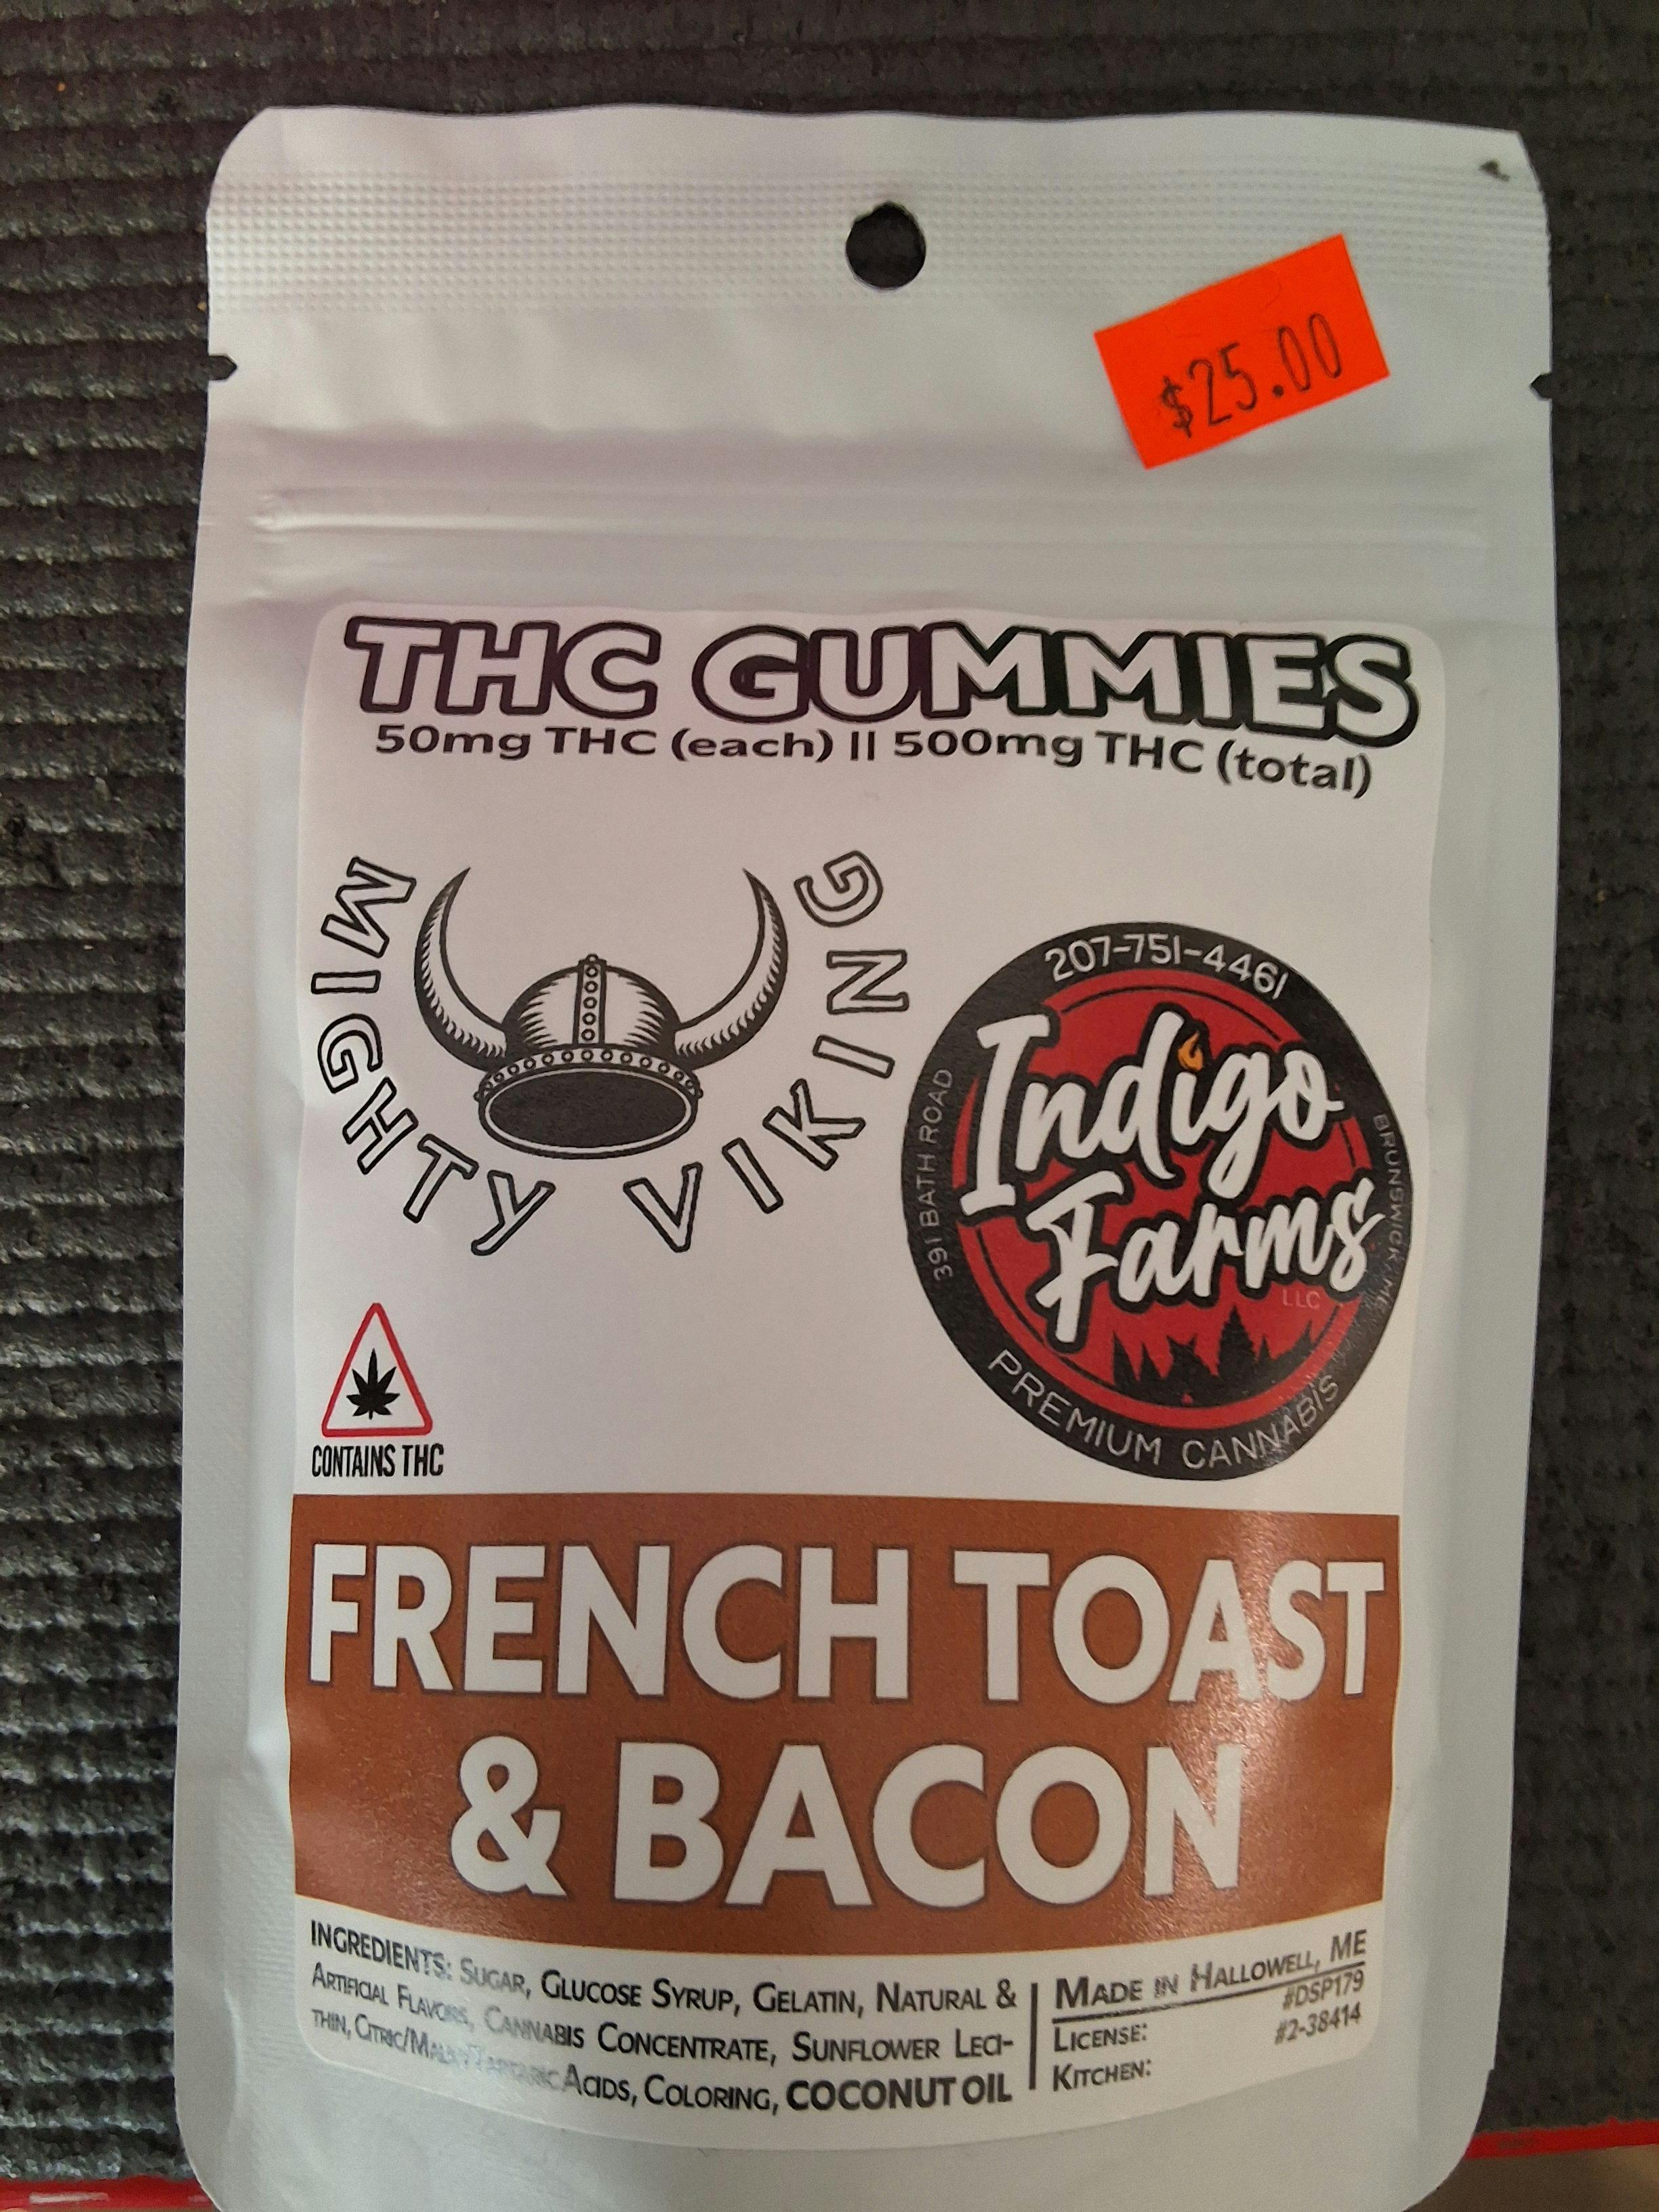 $25.00
THC GUMMIES
50mg THC (each) || 500mg THC (total)
MIGHTY VIKING
207-751-4461
391 BATH ROAD
BRUNSWICK, ME
Indigo
Farms
LLC
PREMIUM CANNABIS
CONTAINS THC
FRENCH TOAST
& BACON
INGREDIENTS: SUGAR, GLUCOSE SYRUP, GELATIN, NATURAL &
ARTIFICIAL FLAVORS, CANNABIS CONCENTRATE, SUNFLOWER LECI-
THIN, CITRIC/MALIC/TARTARIC ACIDS, COLORING, COCONUT OIL
MADE IN HALLOWELL, ME
LICENSE: #DSP179
KITCHEN: #2-38414